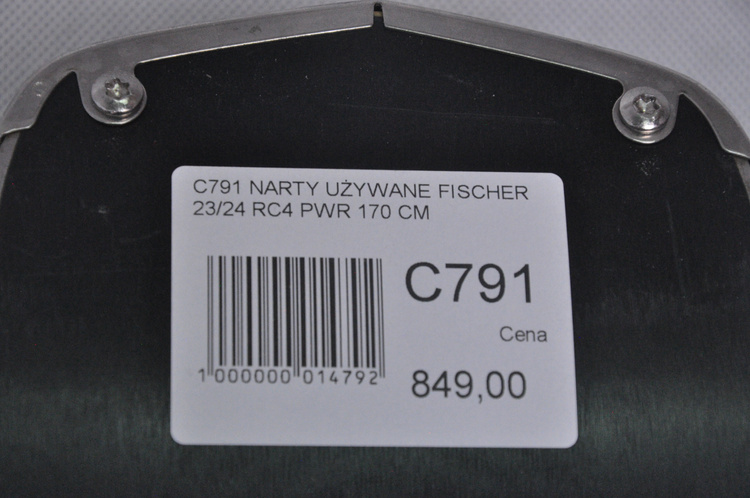 C791 NARTY UŻYWANE FISCHER
23/24 RC4 PWR 170 CM
C791
Cena
849,00
1 000000 014792